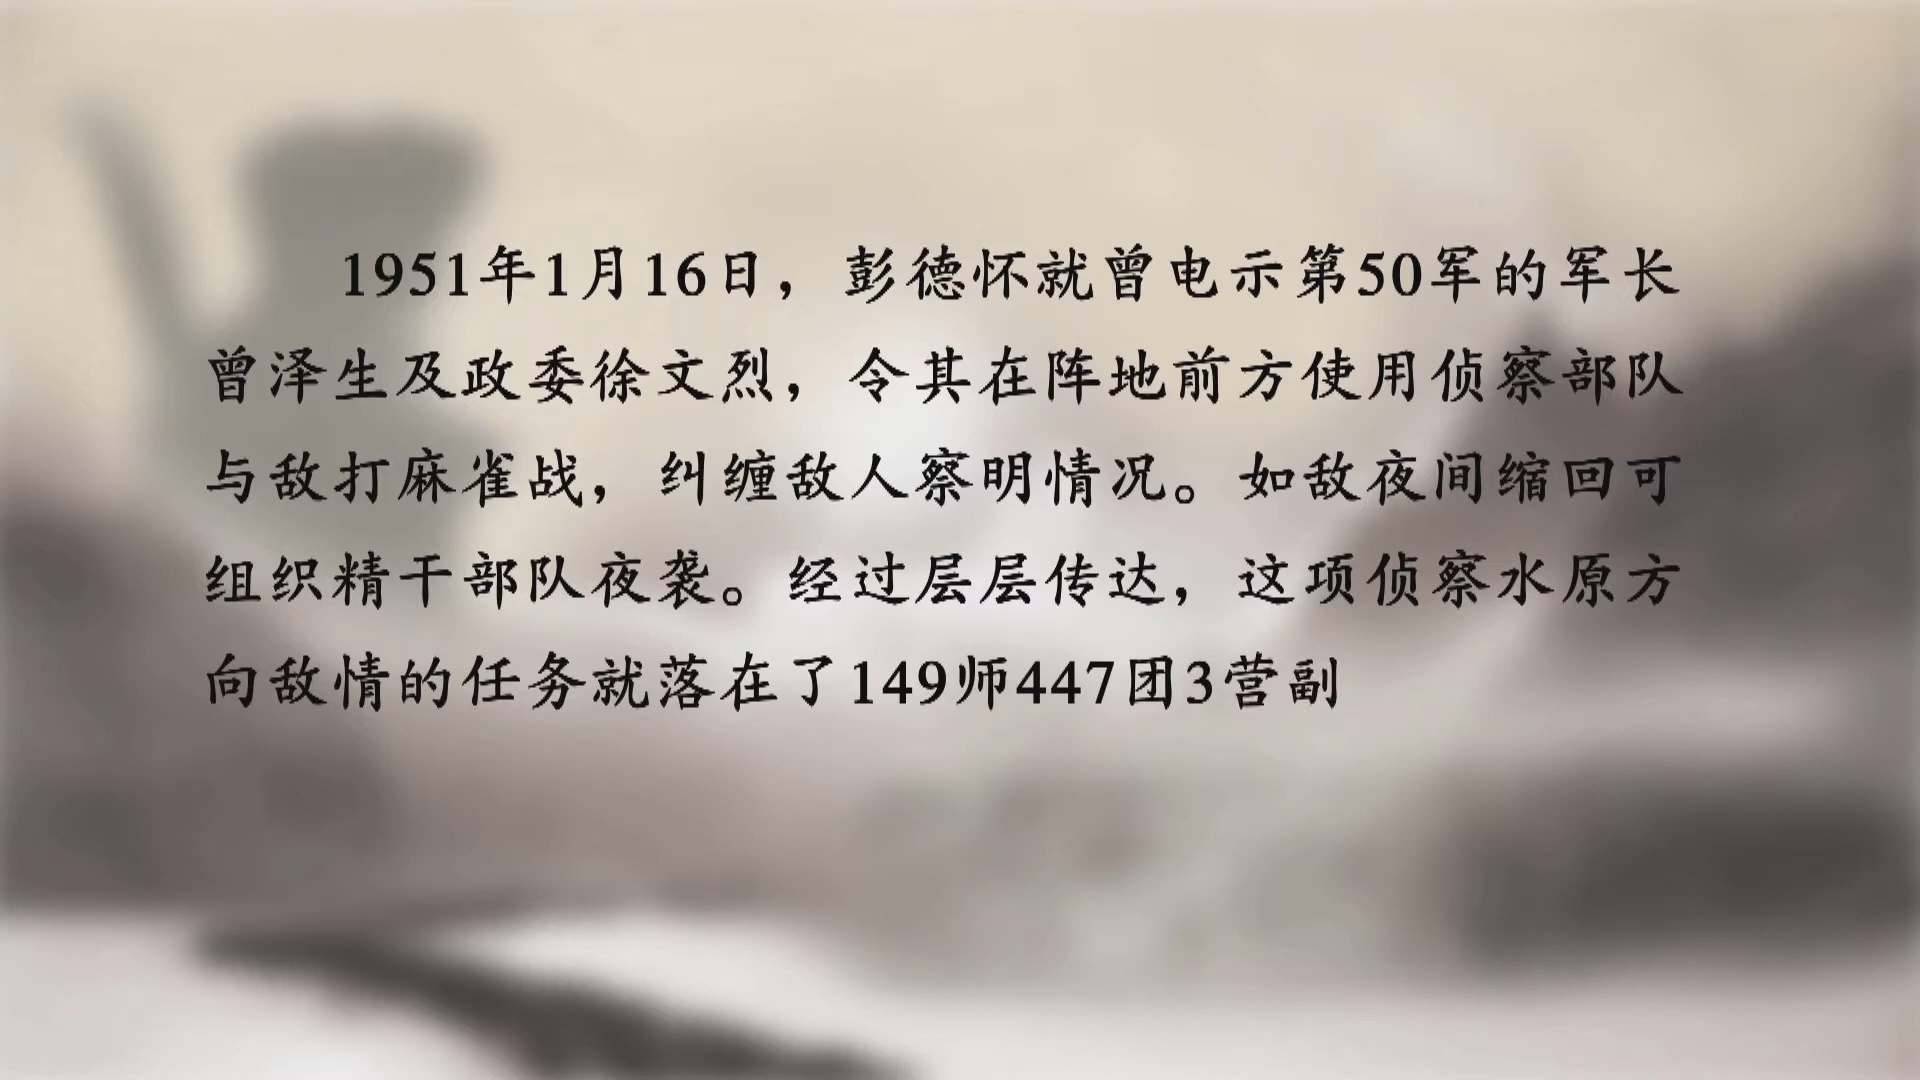 1951年1月16日，彭德怀就曾电示第50军的军长
曾泽生及政委徐文烈，令其在阵地前方使用侦察部队
与敌打麻雀战，纠缠敌人察明情况。如敌夜间缩回可
组织精干部队夜袭。经过层层传达，这项侦察水原方
向敌情的任务就落在了149师447团3营副